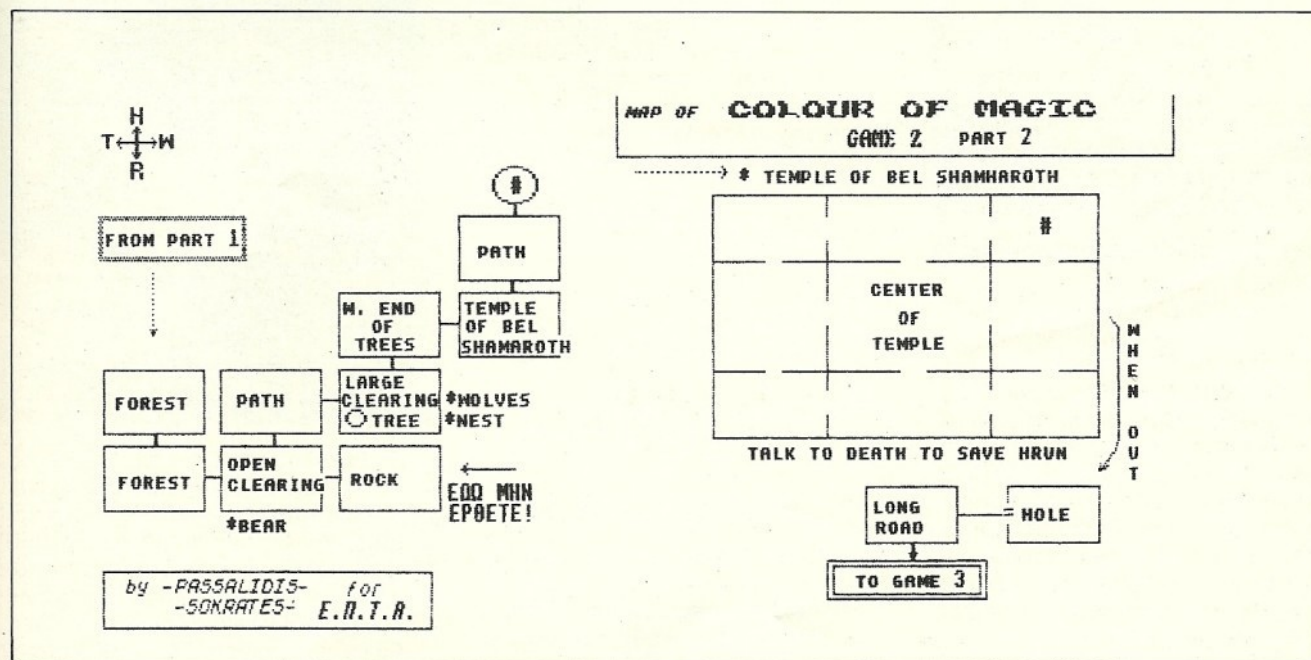 H
T W
R
FROM PART 1
#
PATH
W. END
OF
TREES
TEMPLE
OF BEL
SHAMAROTH
FOREST
PATH
LARGE
CLEARING
TREE
*WOLVES
*NEST
FOREST
OPEN
CLEARING
*BEAR
ROCK
ΕΔΩ ΜΗΝ
ΕΡΘΕΤΕ!
by -PASSALIDIS-
-SOKRATES-
for
E.Π.T.A.
MAP OF COLOUR OF MAGIC
GAME 2 PART 2
# TEMPLE OF BEL SHAMHAROTH
#
CENTER
OF
TEMPLE
WHEN OUT
TALK TO DEATH TO SAVE HRUN
LONG
ROAD
HOLE
TO GAME 3